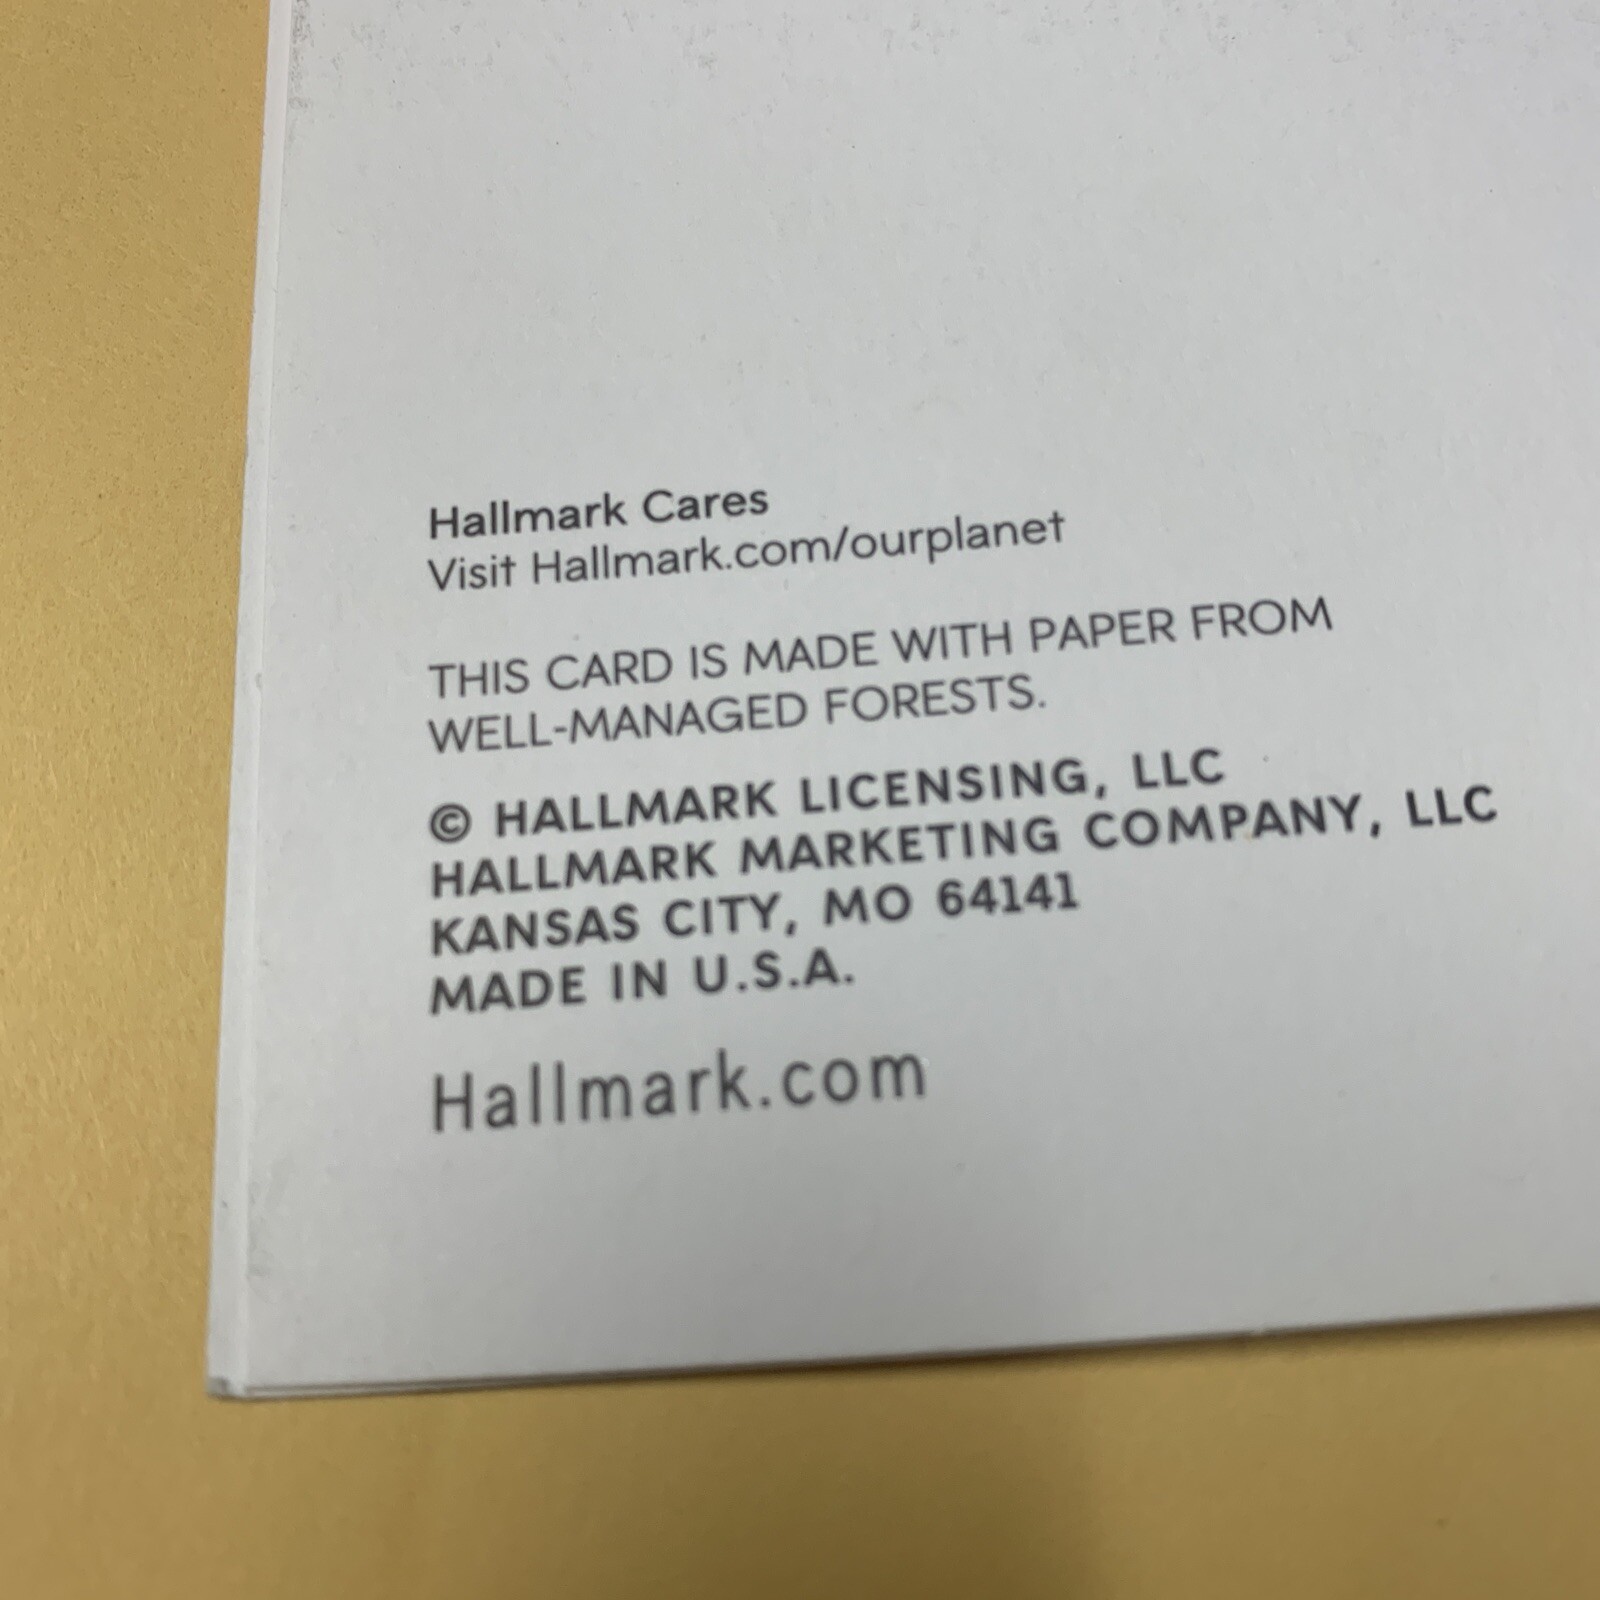 Hallmark Cares
Visit Hallmark.com/ourplanet
THIS CARD IS MADE WITH PAPER FROM
WELL-MANAGED FORESTS.
© HALLMARK LICENSING, LLC
HALLMARK MARKETING COMPANY, LLC
KANSAS CITY, MO 64141
MADE IN U.S.A.
Hallmark.com